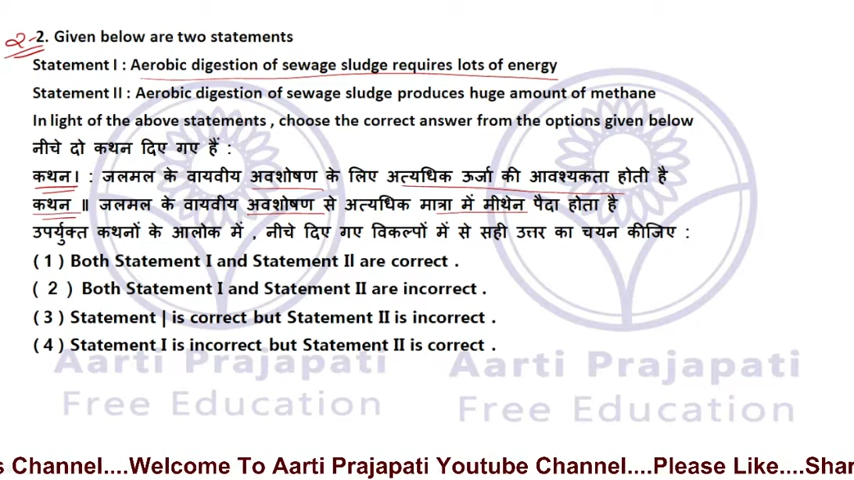 2. 2. Given below are two statements
Statement I : Aerobic digestion of sewage sludge requires lots of energy
Statement II : Aerobic digestion of sewage sludge produces huge amount of methane
In light of the above statements , choose the correct answer from the options given below
नीचे दो कथन दिए गए हैं :
कथन I : जलमल के वायवीय अवशोषण के लिए अत्यधिक ऊर्जा की आवश्यकता होती है
कथन II जलमल के वायवीय अवशोषण से अत्यधिक मात्रा में मीथेन पैदा होता है
उपर्युक्त कथनों के आलोक में , नीचे दिए गए विकल्पों में से सही उत्तर का चयन कीजिए :
( 1 ) Both Statement I and Statement II are correct .
( 2 ) Both Statement I and Statement II are incorrect .
( 3 ) Statement | is correct but Statement II is incorrect .
( 4 ) Statement I is incorrect but Statement II is correct .
Aarti Prajapati Aarti Prajapati
Free Education Free Education
s Channel....Welcome To Aarti Prajapati Youtube Channel....Please Like....Shar